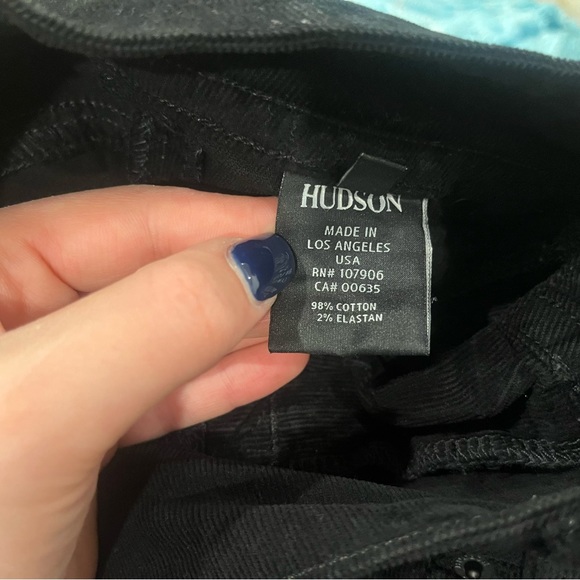 HUDSON
MADE IN
LOS ANGELES
USA
RN# 107906
CA# 00635
98% COTTON
2% ELASTAN